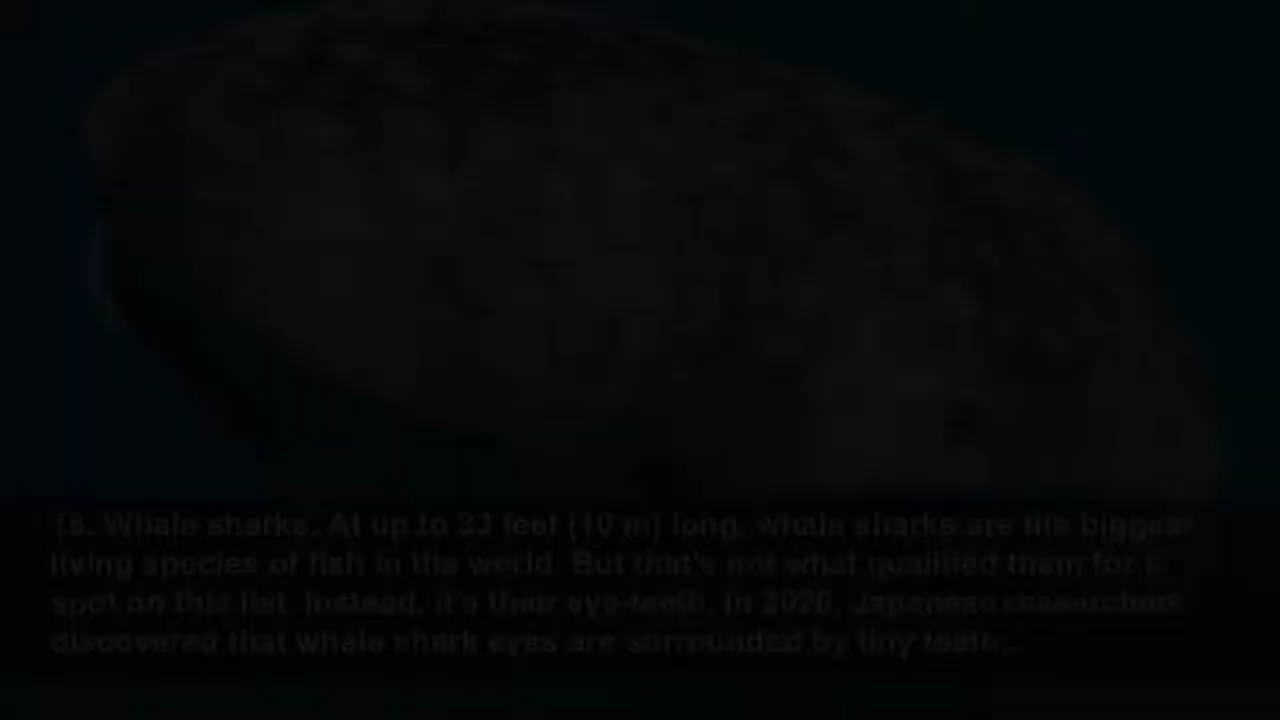 18. Whale sharks. At up to 33 feet (10 m) long, whale sharks are the biggest
living species of fish in the world. But that's not what qualified them for a
spot on this list. Instead, it's their eye-teeth. In 2020, Japanese researchers
discovered that whale shark eyes are surrounded by tiny teeth...